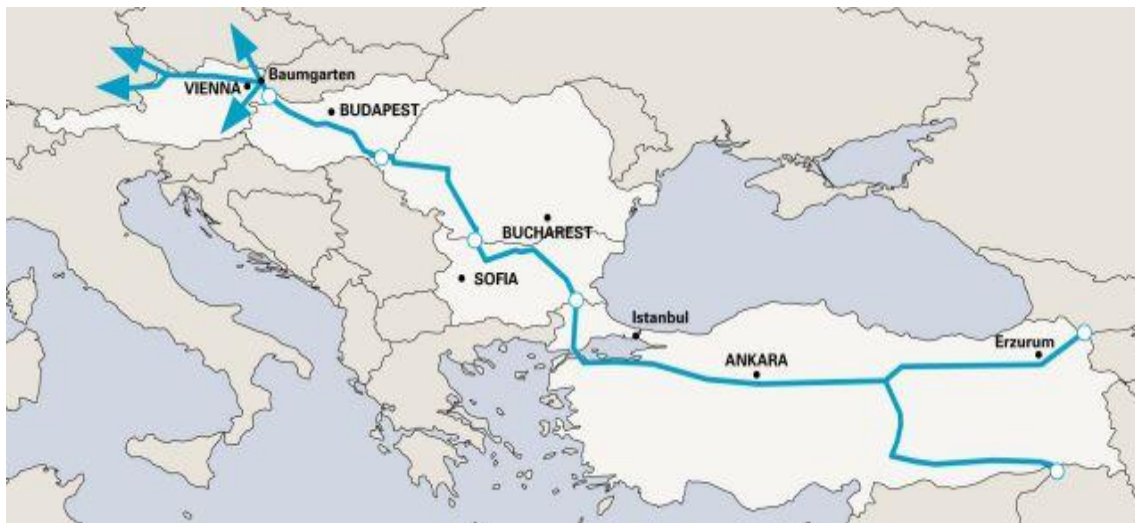 Baumgarten
VIENNA
BUDAPEST
BUCHAREST
SOFIA
Istanbul
Erzurum
ANKARA